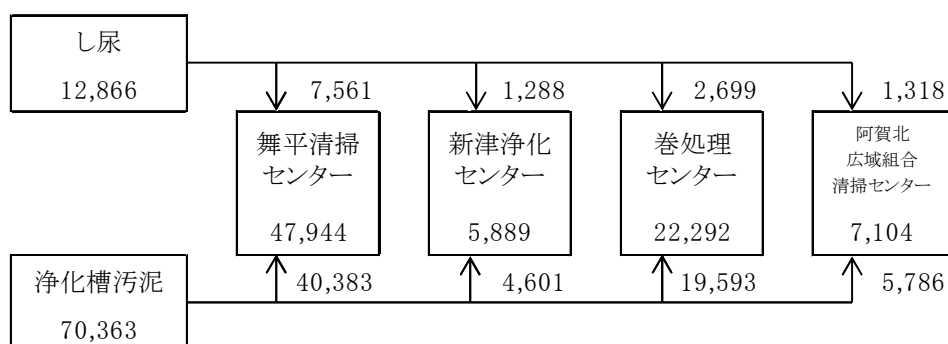 し尿
12,866
7,561
1,288
2,699
1,318
舞平清掃
センター
47,944
新津浄化
センター
5,889
巻処理
センター
22,292
阿賀北
広域組合
清掃センター
7,104
浄化槽汚泥
70,363
40,383
4,601
19,593
5,786